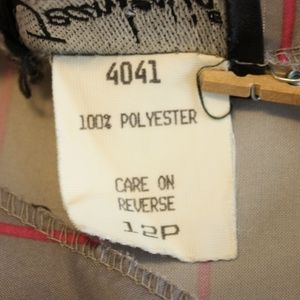 4041
100% POLYESTER
CARE ON
REVERSE
12P